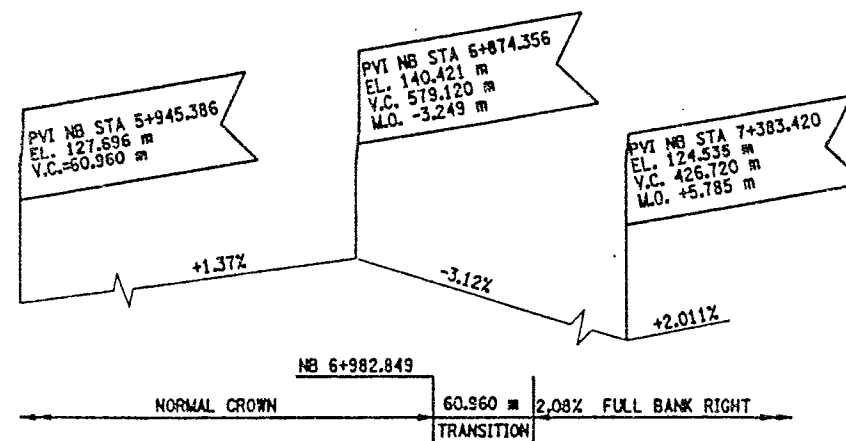 PVI NB STA 5+945.386
EL. 127.696 m
V.C.=60.960 m
PVI NB STA 6+874.356
EL. 140.421 m
V.C. 579.120 m
M.O. -3.249 m
PVI NB STA 7+383.420
EL. 124.535 m
V.C. 426.720 m
M.O. +5.785 m
+1.37%
-3.12%
+2.011%
NB 6+982.849
NORMAL CROWN
60.960 m
2.08% FULL BANK RIGHT
TRANSITION